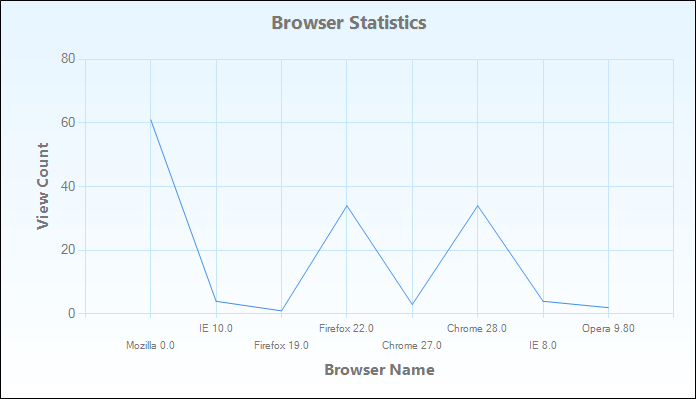 Browser Statistics
80
60
40
20
0
View Count
IE 10.0 Firefox 22.0 Chrome 28.0 Opera 9.80
Mozilla 0.0 Firefox 19.0 Chrome 27.0 IE 8.0
Browser Name